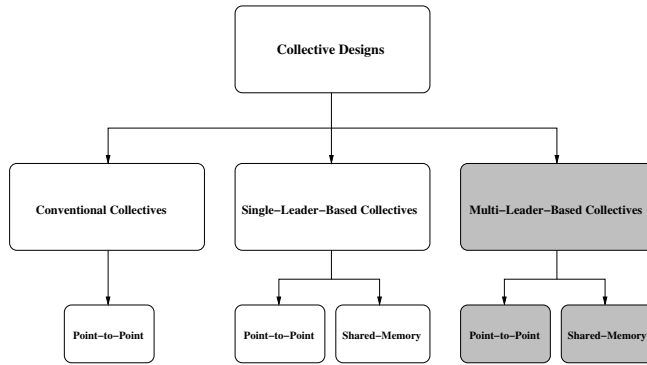 Collective Designs
Conventional Collectives
Single−Leader−Based Collectives
Multi−Leader−Based Collectives
Point−to−Point
Point−to−Point
Shared−Memory
Point−to−Point
Shared−Memory